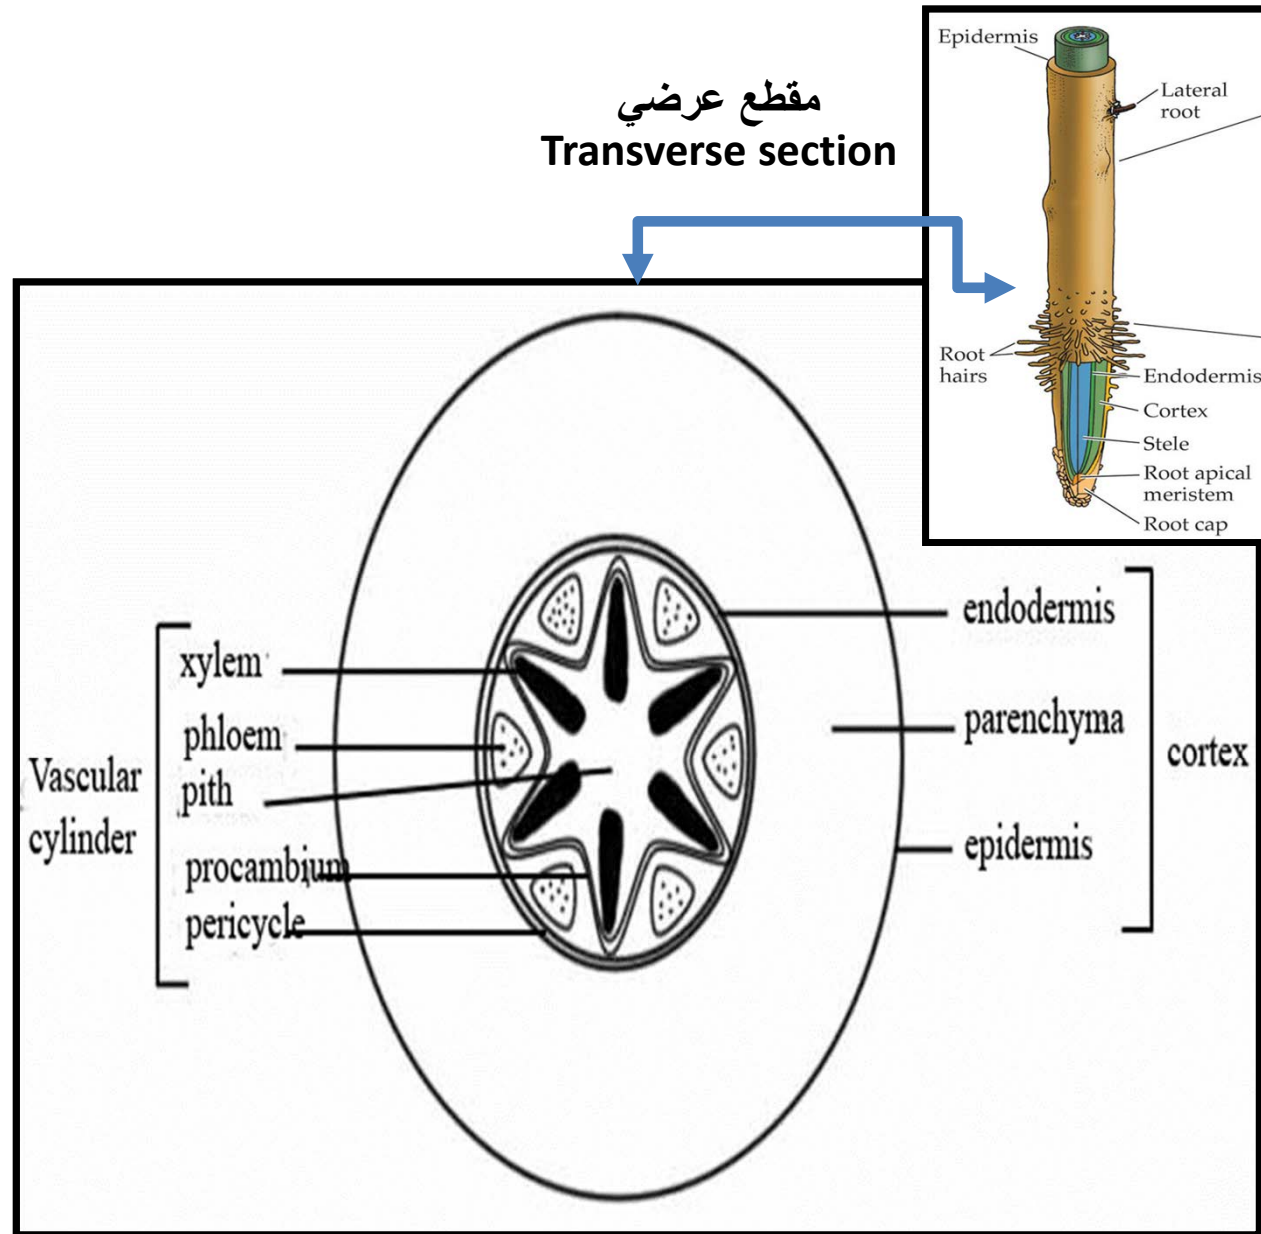 مقطع عرضي
Transverse section
Epidermis
Lateral
root
Root
hairs
Endodermis
Cortex
Stele
Root apical
meristem
Root cap
Vascular
cylinder
xylem
phloem
pith
procambium
pericycle
endodermis
parenchyma
epidermis
cortex